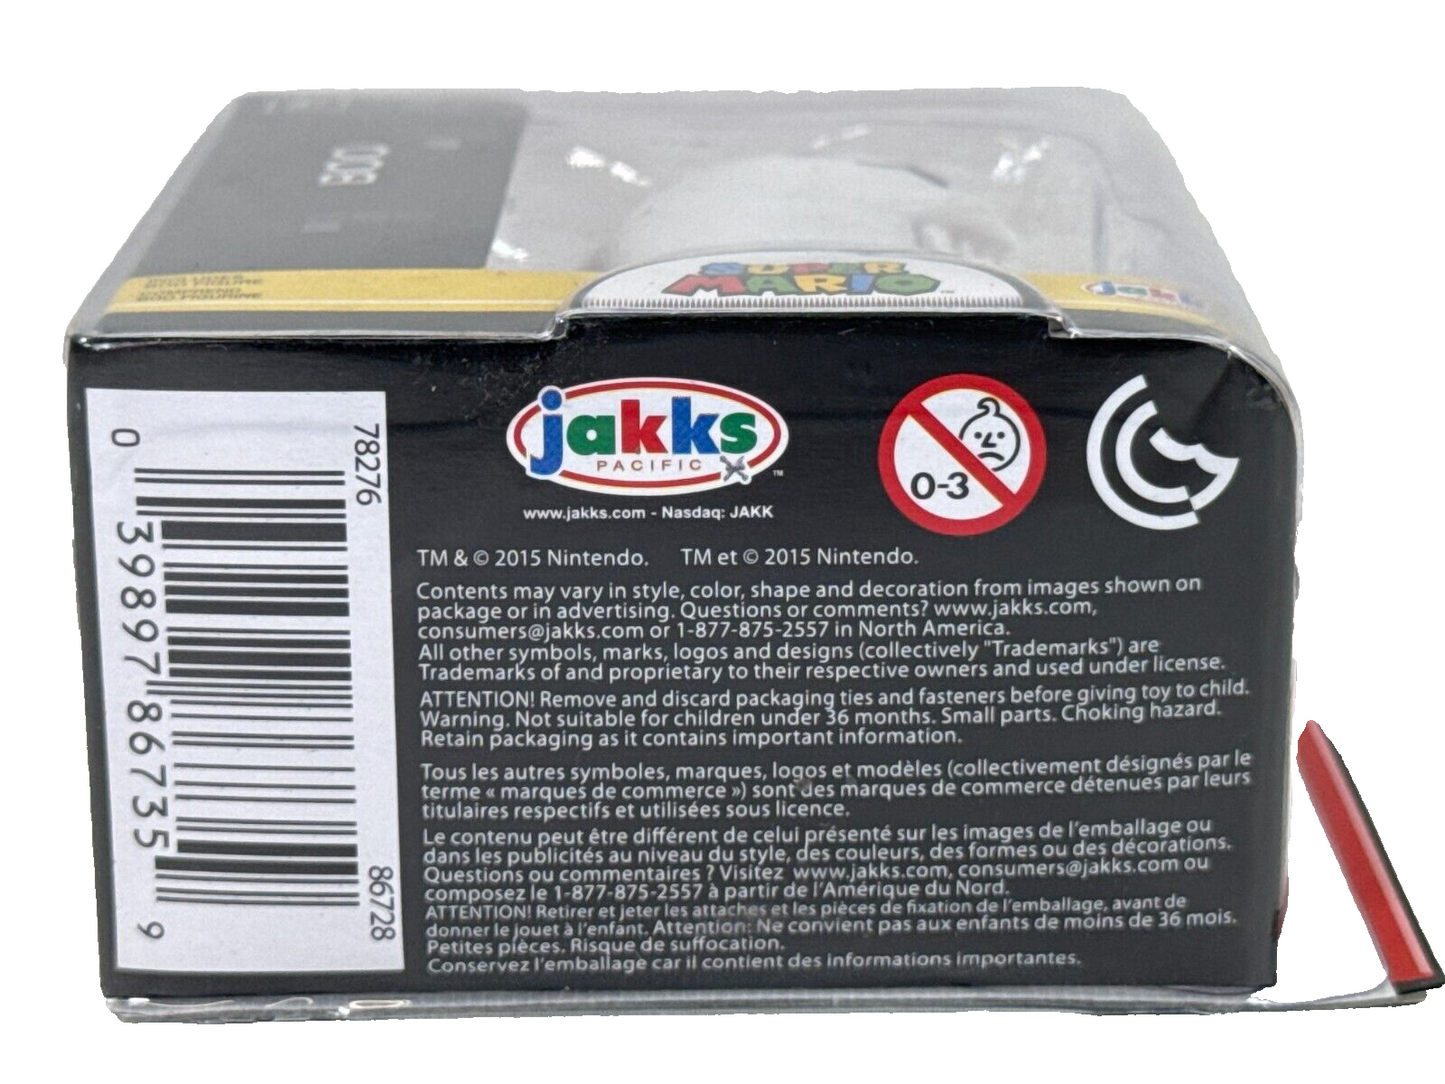 BOO
INCLUDES
BOO FIGURE
COMPREND
BOO FIGURINE
SUPER
MARIO
TM
jakks
78276
0 39897 86735 9
86728
jakks
PACIFIC
TM
www.jakks.com - Nasdaq: JAKK
0-3
TM & © 2015 Nintendo. TM et © 2015 Nintendo.
Contents may vary in style, color, shape and decoration from images shown on
package or in advertising. Questions or comments? www.jakks.com,
consumers@jakks.com or 1-877-875-2557 in North America.
All other symbols, marks, logos and designs (collectively "Trademarks") are
Trademarks of and proprietary to their respective owners and used under license.
ATTENTION! Remove and discard packaging ties and fasteners before giving toy to child.
Warning. Not suitable for children under 36 months. Small parts. Choking hazard.
Retain packaging as it contains important information.
Tous les autres symboles, marques, logos et modèles (collectivement désignés par le
terme « marques de commerce ») sont des marques de commerce détenues par leurs
titulaires respectifs et utilisées sous licence.
Le contenu peut être différent de celui présenté sur les images de l'emballage ou
dans les publicités au niveau du style, des couleurs, des formes ou des décorations.
Questions ou commentaires ? Visitez www.jakks.com, consumers@jakks.com ou
composez le 1-877-875-2557 à partir de l'Amérique du Nord.
ATTENTION! Retirer et jeter les attaches et les pièces de fixation de l'emballage, avant de
donner le jouet à l'enfant. Attention: Ne convient pas aux enfants de moins de 36 mois.
Petites pièces. Risque de suffocation.
Conservez l'emballage car il contient des informations importantes.